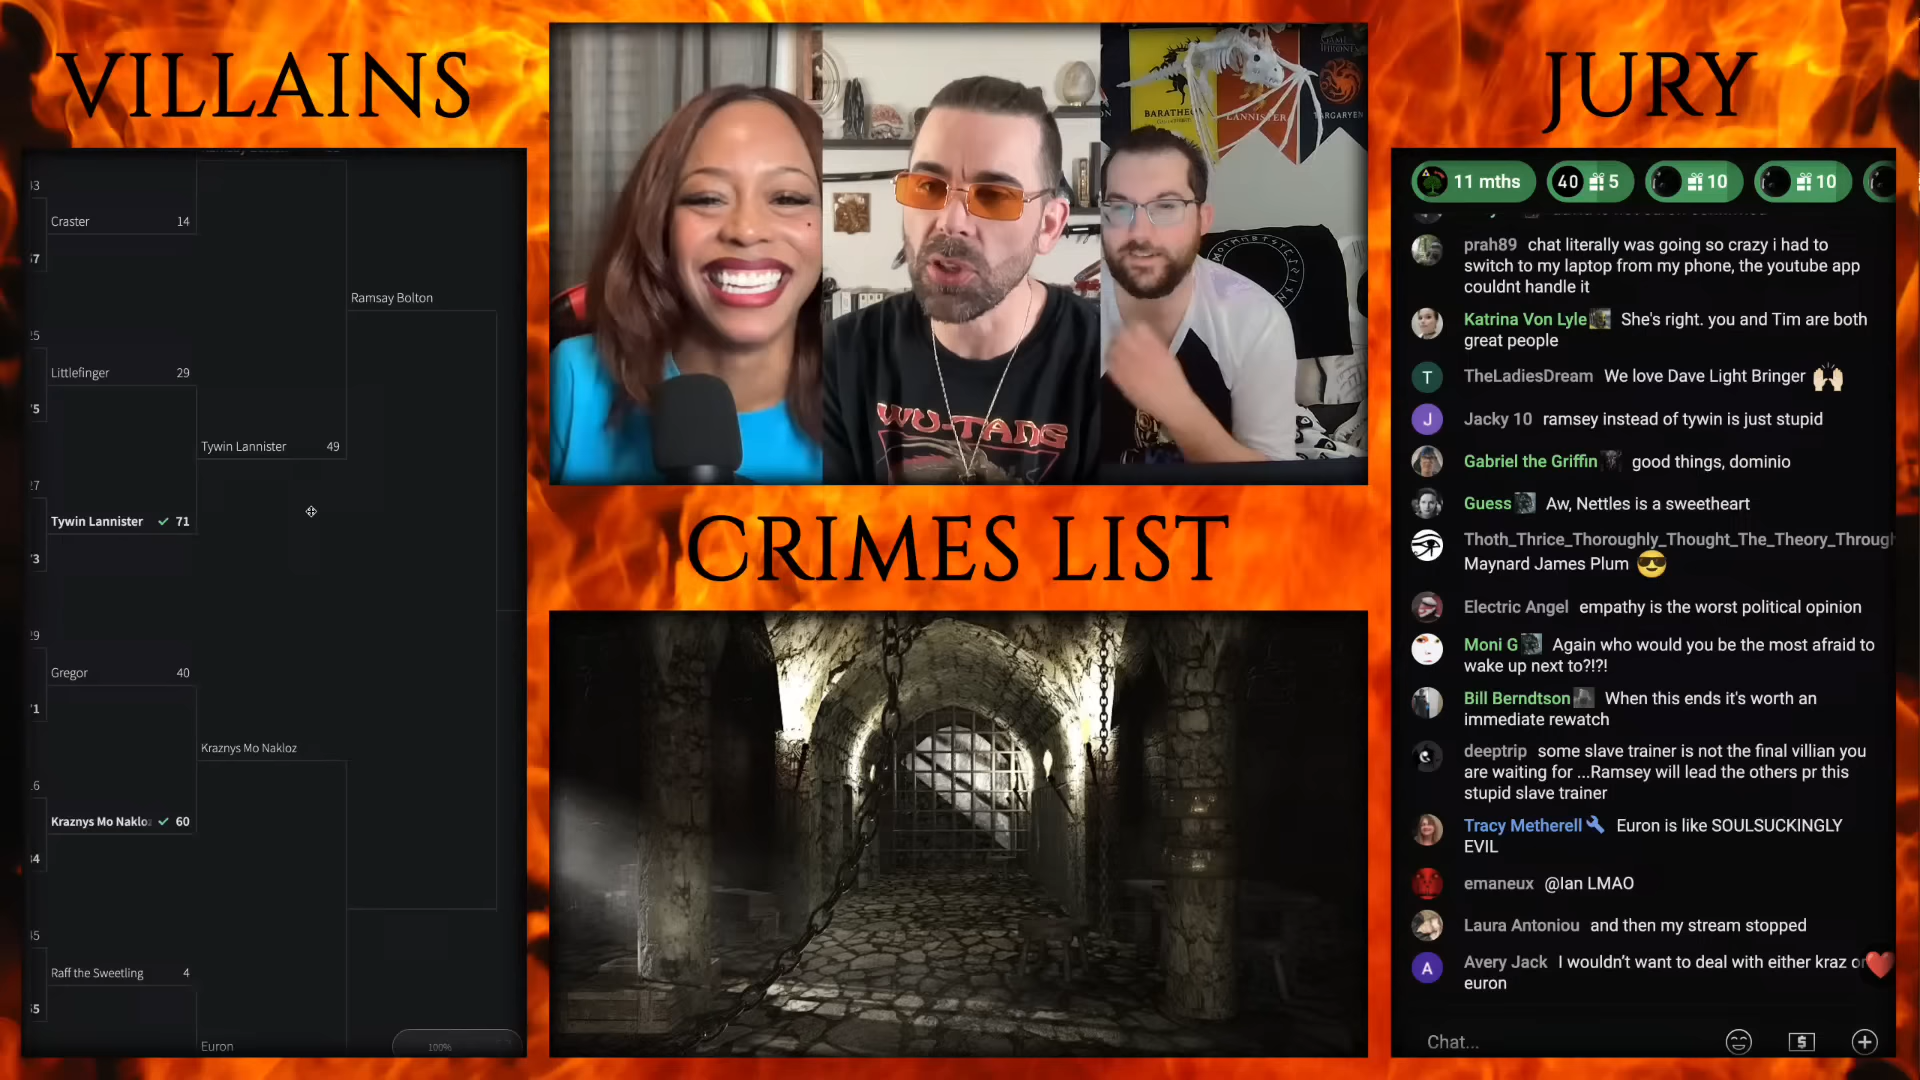 VILLAINS
JURY
CRIMES LIST
Craster 14
Littlefinger 29
Tywin Lannister 49
Tywin Lannister 71
Ramsay Bolton
Gregor 40
Kraznys Mo Nakloz
Kraznys Mo Nakloz 60
Raff the Sweetling 4
Euron
100%
BARATHEON
LANNISTER
TARGARYEN
WU-TANG
11 mths
40 5
10
10
prah89 chat literally was going so crazy i had to
switch to my laptop from my phone, the youtube app
couldnt handle it
Katrina Von Lyle She's right. you and Tim are both
great people
T
TheLadiesDream We love Dave Light Bringer
J
Jacky 10 ramsey instead of tywin is just stupid
Gabriel the Griffin good things, dominio
Guess Aw, Nettles is a sweetheart
Thoth_Thrice_Thoroughly_Thought_The_Theory_Through
Maynard James Plum
Electric Angel empathy is the worst political opinion
Moni G Again who would you be the most afraid to
wake up next to?!?!
Bill Berndtson When this ends it's worth an
immediate rewatch
deeptrip some slave trainer is not the final villian you
are waiting for ...Ramsey will lead the others pr this
stupid slave trainer
Tracy Metherell Euron is like SOULSUCKINGLY
EVIL
emaneux @Ian LMAO
Laura Antoniou and then my stream stopped
A
Avery Jack I wouldn't want to deal with either kraz or
euron
Chat...